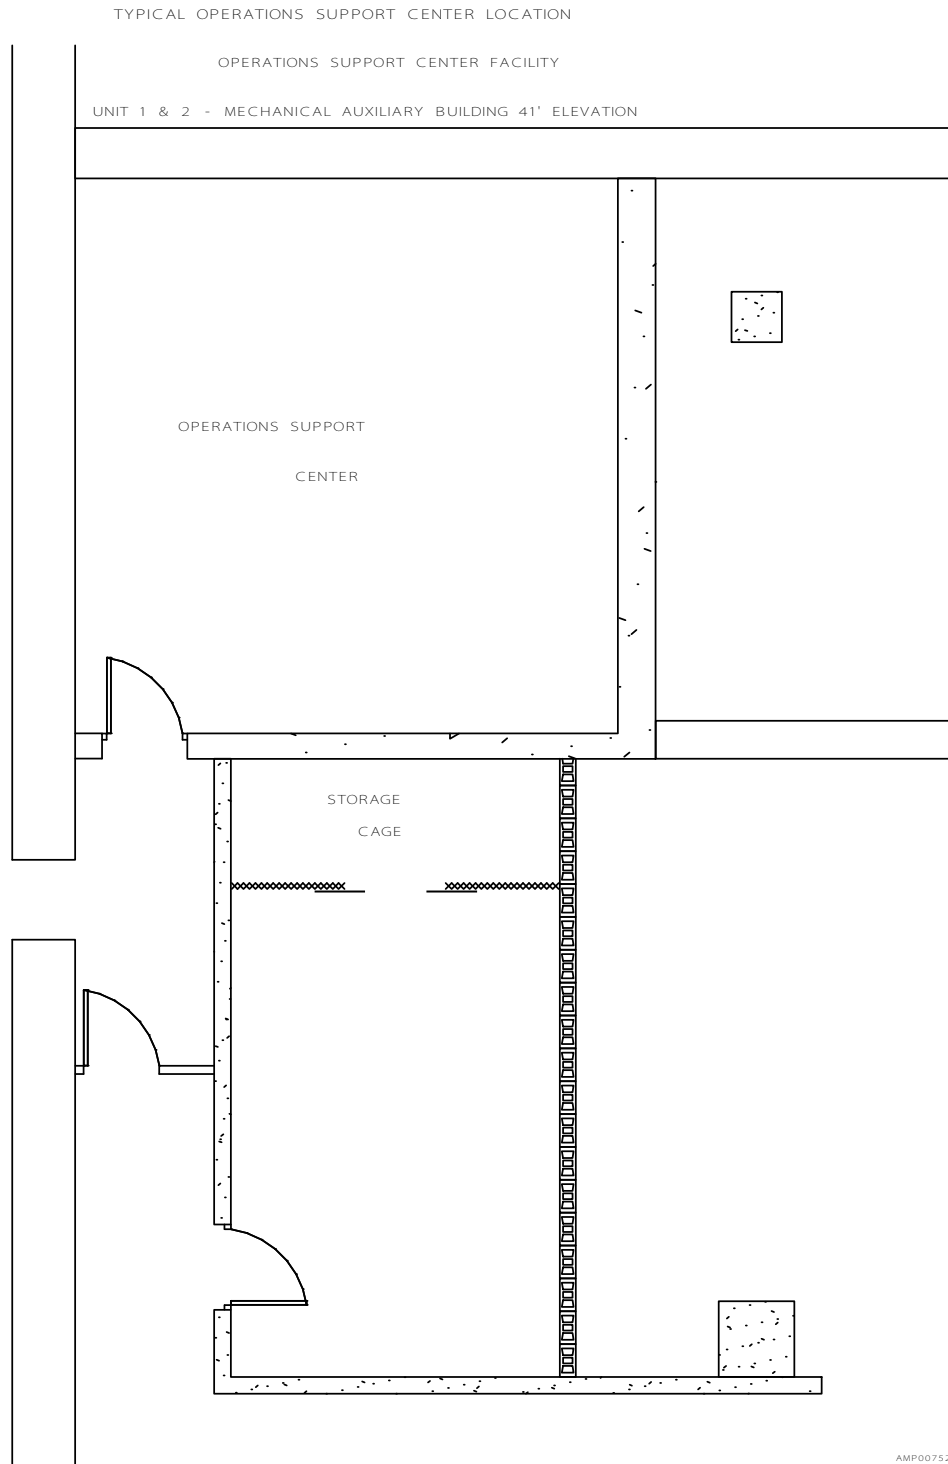 TYPICAL OPERATIONS SUPPORT CENTER LOCATION
OPERATIONS SUPPORT CENTER FACILITY
UNIT 1 & 2 - MECHANICAL AUXILIARY BUILDING 41' ELEVATION
OPERATIONS SUPPORT
CENTER
STORAGE
CAGE